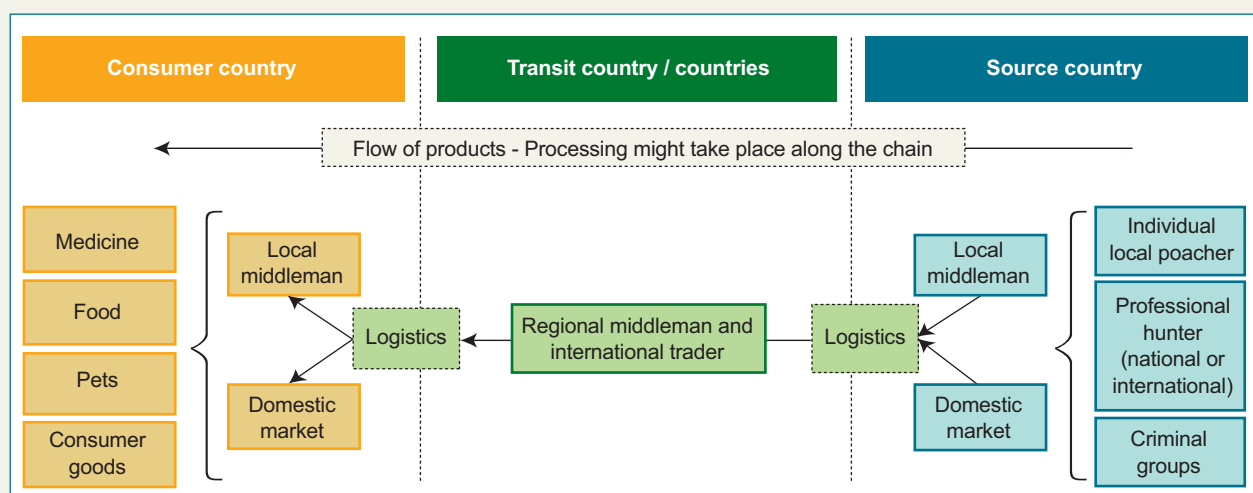 Consumer country
Transit country / countries
Source country
Flow of products - Processing might take place along the chain
Medicine
Food
Pets
Consumer
goods
Local
middleman
Domestic
market
Logistics
Regional middleman and
international trader
Logistics
Local
middleman
Domestic
market
Individual
local poacher
Professional
hunter
(national or
international)
Criminal
groups